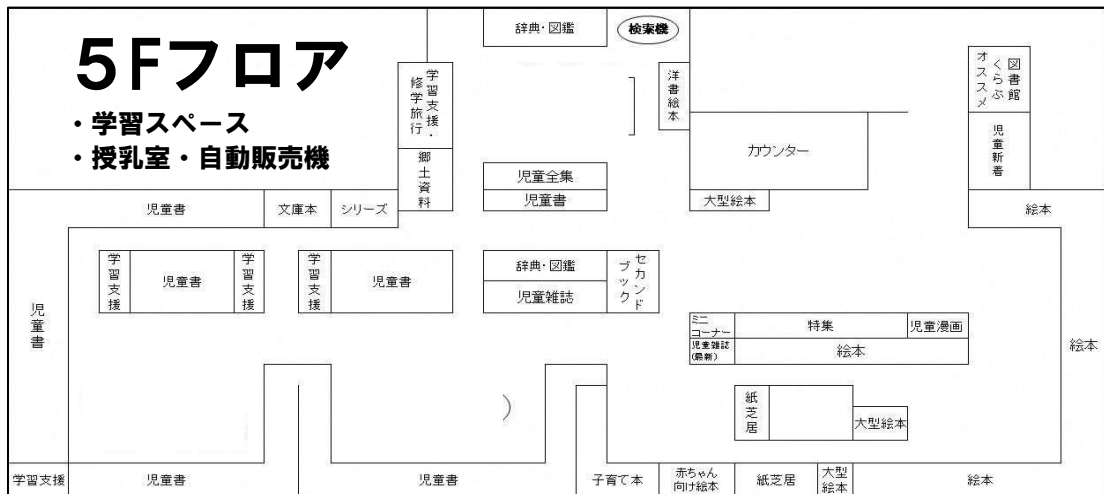 5Fフロア
・学習スペース
・授乳室・自動販売機
辞典・図鑑
検索機
学習支援・
修学旅行
洋書絵本
図書館
くらぶ
オススメ
郷土資料
児童全集
児童書
カウンター
児童新着
児童書
文庫本
シリーズ
大型絵本
絵本
学習支援
児童書
学習支援
学習支援
児童書
辞典・図鑑
児童雑誌
セカンド
ブック
児童書
ミニ
コーナー
特集
児童漫画
児童雑誌
(最新)
絵本
絵本
紙芝居
大型絵本
学習支援
児童書
児童書
子育て本
赤ちゃん
向け絵本
紙芝居
大型
絵本
絵本